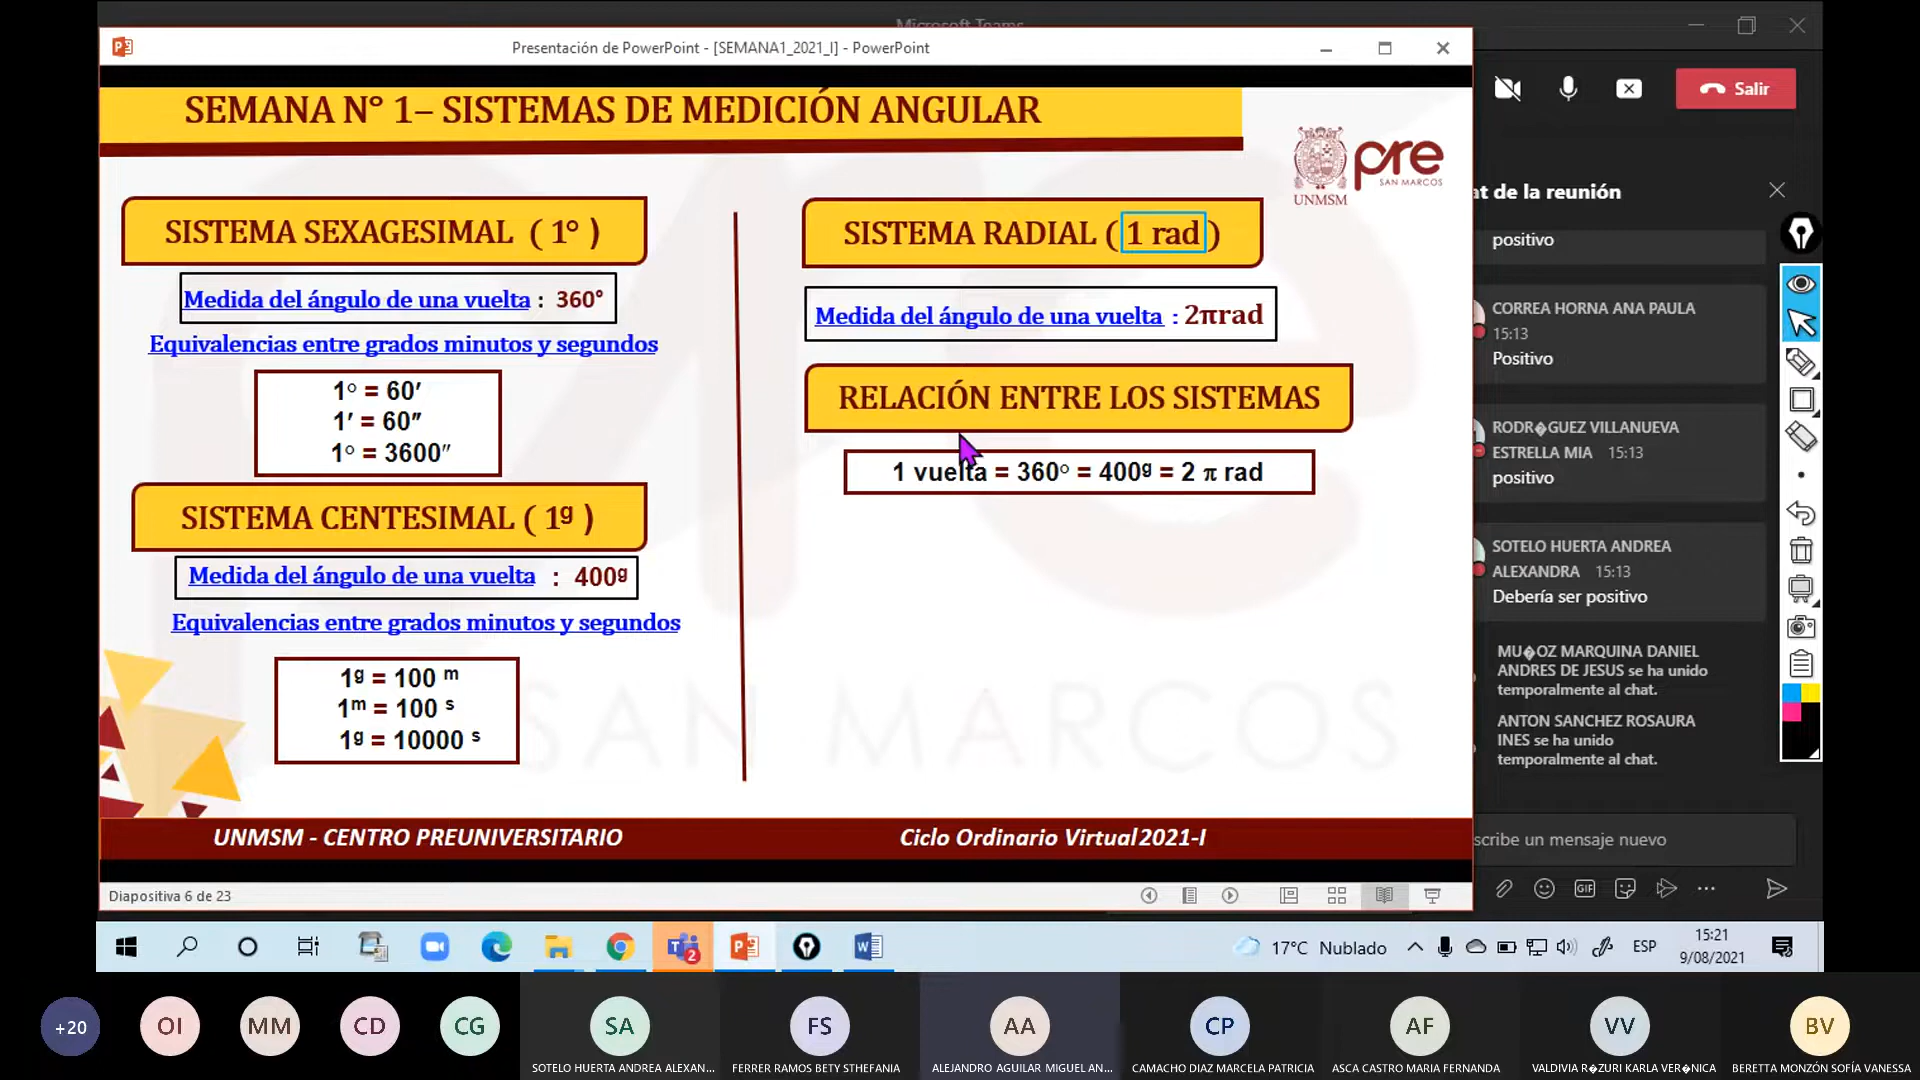 Microsoft Teams
Presentación de PowerPoint - [SEMANA1_2021_I] - PowerPoint
SEMANA N° 1– SISTEMAS DE MEDICIÓN ANGULAR
UNMSM
pre
SAN MARCOS
SISTEMA SEXAGESIMAL ( 1° )
Medida del ángulo de una vuelta : 360°
Equivalencias entre grados minutos y segundos
1° = 60′
1′ = 60″
1° = 3600″
SISTEMA CENTESIMAL ( 1ᵍ )
Medida del ángulo de una vuelta : 400ᵍ
Equivalencias entre grados minutos y segundos
1ᵍ = 100 ᵐ
1ᵐ = 100 ˢ
1ᵍ = 10000 ˢ
SISTEMA RADIAL ( 1 rad )
Medida del ángulo de una vuelta : 2πrad
RELACIÓN ENTRE LOS SISTEMAS
1 vuelta = 360° = 400ᵍ = 2 π rad
SAN MARCOS
UNMSM - CENTRO PREUNIVERSITARIO
Ciclo Ordinario Virtual 2021-I
Diapositiva 6 de 23
Salir
at de la reunión
positivo
CORREA HORNA ANA PAULA
15:13
Positivo
RODR�GUEZ VILLANUEVA
ESTRELLA MIA 15:13
positivo
SOTELO HUERTA ANDREA
ALEXANDRA 15:13
Debería ser positivo
MU�OZ MARQUINA DANIEL
ANDRES DE JESUS se ha unido
temporalmente al chat.
ANTON SANCHEZ ROSAURA
INES se ha unido
temporalmente al chat.
scribe un mensaje nuevo
GIF
2
17°C Nublado
ESP
15:21
9/08/2021
+20
OI
MM
CD
CG
SA
FS
AA
CP
AF
VV
BV
SOTELO HUERTA ANDREA ALEXAN...
FERRER RAMOS BETY STHEFANIA
ALEJANDRO AGUILAR MIGUEL AN...
CAMACHO DIAZ MARCELA PATRICIA
ASCA CASTRO MARIA FERNANDA
VALDIVIA R�ZURI KARLA VER�NICA
BERETTA MONZÓN SOFÍA VANESSA